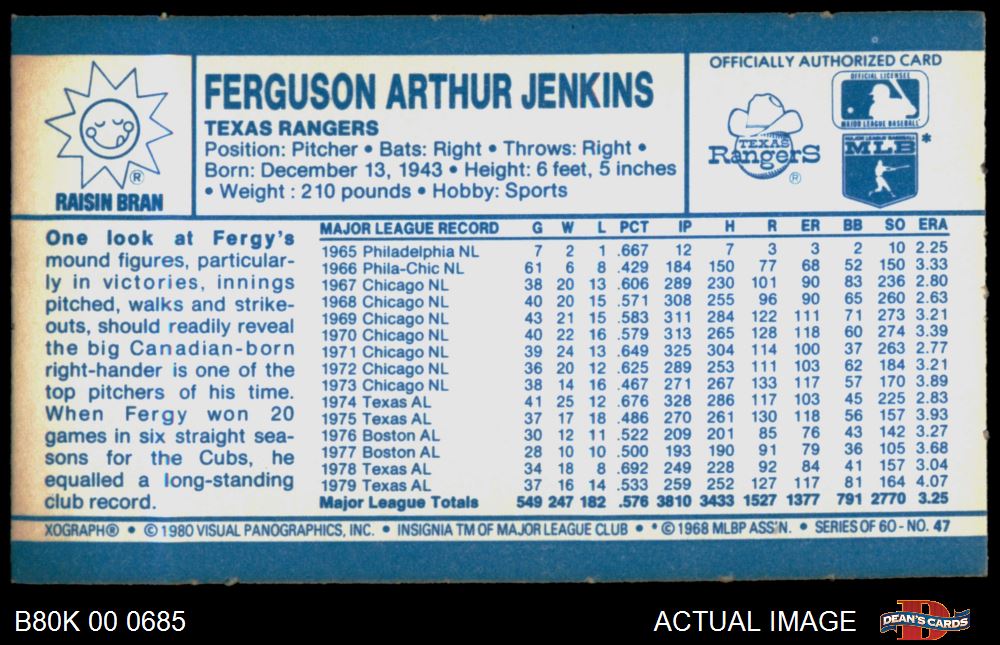 RAISIN BRAN
®
FERGUSON ARTHUR JENKINS
TEXAS RANGERS
Position: Pitcher • Bats: Right • Throws: Right •
Born: December 13, 1943 • Height: 6 feet, 5 inches
• Weight : 210 pounds • Hobby: Sports
OFFICIALLY AUTHORIZED CARD
TEXAS
RangerS
®
OFFICIAL LICENSEE
MAJOR LEAGUE BASEBALL
MAJOR LEAGUE BASEBALL
MLB *
One look at Fergy's
mound figures, particular-
ly in victories, innings
pitched, walks and strike-
outs, should readily reveal
the big Canadian-born
right-hander is one of the
top pitchers of his time.
When Fergy won 20
games in six straight sea-
sons for the Cubs, he
equalled a long-standing
club record.
MAJOR LEAGUE RECORD G W L PCT IP H R ER BB SO ERA
1965 Philadelphia NL 7 2 1 .667 12 7 3 3 2 10 2.25
1966 Phila-Chic NL 61 6 8 .429 184 150 77 68 52 150 3.33
1967 Chicago NL 38 20 13 .606 289 230 101 90 83 236 2.80
1968 Chicago NL 40 20 15 .571 308 255 96 90 65 260 2.63
1969 Chicago NL 43 21 15 .583 311 284 122 111 71 273 3.21
1970 Chicago NL 40 22 16 .579 313 265 128 118 60 274 3.39
1971 Chicago NL 39 24 13 .649 325 304 114 100 37 263 2.77
1972 Chicago NL 36 20 12 .625 289 253 111 103 62 184 3.21
1973 Chicago NL 38 14 16 .467 271 267 133 117 57 170 3.89
1974 Texas AL 41 25 12 .676 328 286 117 103 45 225 2.83
1975 Texas AL 37 17 18 .486 270 261 130 118 56 157 3.93
1976 Boston AL 30 12 11 .522 209 201 85 76 43 142 3.27
1977 Boston AL 28 10 10 .500 193 190 91 79 36 105 3.68
1978 Texas AL 34 18 8 .692 249 228 92 84 41 157 3.04
1979 Texas AL 37 16 14 .533 259 252 127 117 81 164 4.07
Major League Totals 549 247 182 .576 3810 3433 1527 1377 791 2770 3.25
XOGRAPH® • © 1980 VISUAL PANOGRAPHICS, INC. • INSIGNIA TM OF MAJOR LEAGUE CLUB • * © 1968 MLBP ASS'N. • SERIES OF 60 - NO. 47
B80K 00 0685
ACTUAL IMAGE
D
DEAN'S CARDS